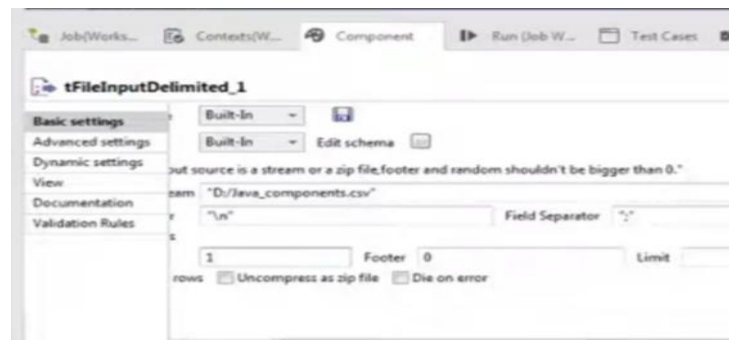 Job(Works... Contexts(W... Component Run (Job W... Test Cases
tFileInputDelimited_1
Basic settings
Advanced settings
Dynamic settings
View
Documentation
Validation Rules
Built-In
Built-In Edit schema ...
out source is a stream or a zip file,footer and random shouldn't be bigger than 0."
eam "D:/Java_components.csv"
r "\n" Field Separator ";"
s
1 Footer 0 Limit
rows Uncompress as zip file Die on error